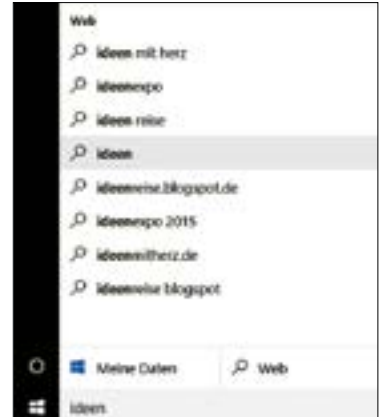 Web
ideen mit herz
ideenexpo
ideen reise
ideen
ideenreise.blogspot.de
ideenexpo 2015
ideenmitherz.de
ideenreise blogspot
Meine Daten Web
Ideen